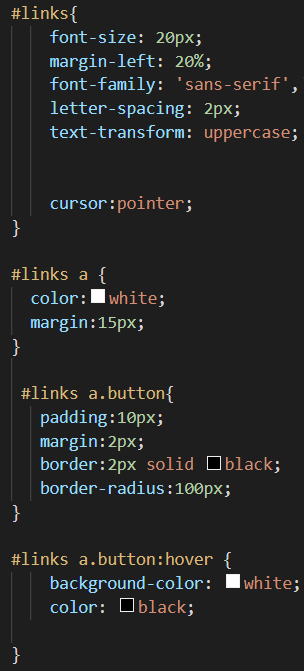 #links{
font-size: 20px;
margin-left: 20%;
font-family: 'sans-serif',
letter-spacing: 2px;
text-transform: uppercase;
cursor:pointer;
}
#links a {
color:white;
margin:15px;
}
#links a.button{
padding:10px;
margin:2px;
border:2px solid black;
border-radius:100px;
}
#links a.button:hover {
background-color: white;
color: black;
}